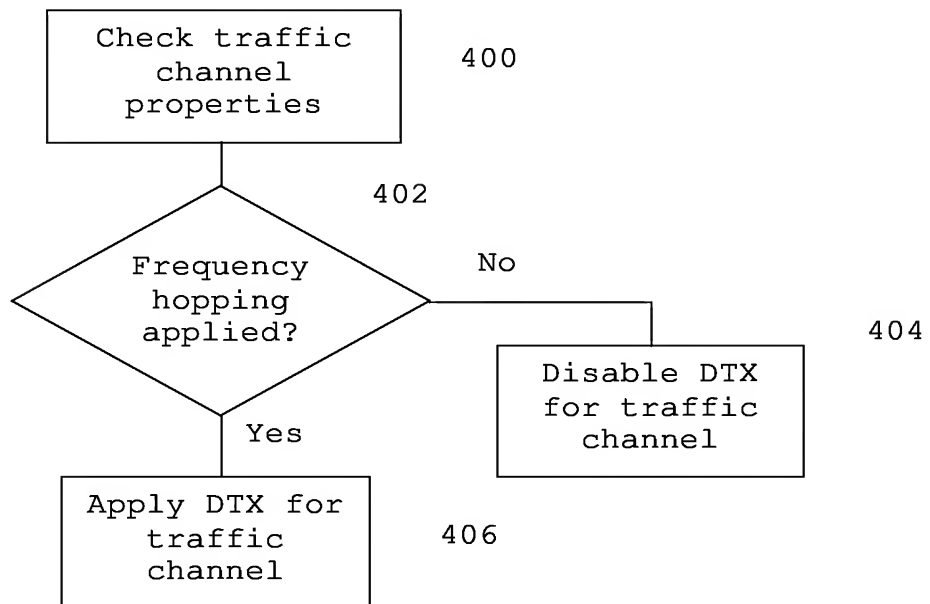 Check traffic
channel
properties
400
402
Frequency
hopping
applied?
No
404
Disable DTX
for traffic
channel
Yes
Apply DTX for
traffic
channel
406